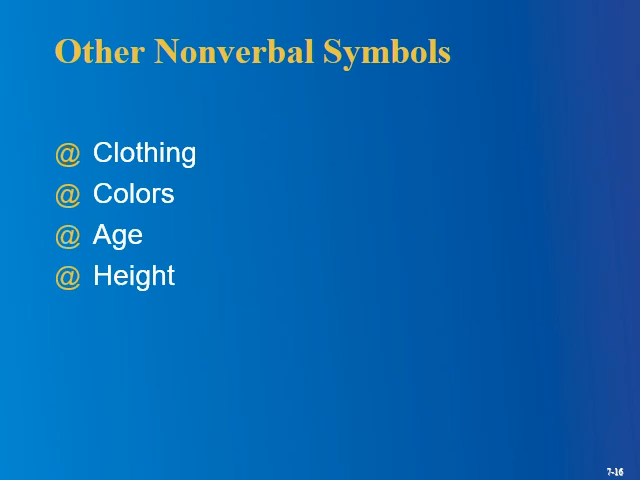 Other Nonverbal Symbols
@ Clothing
@ Colors
@ Age
@ Height
7-16